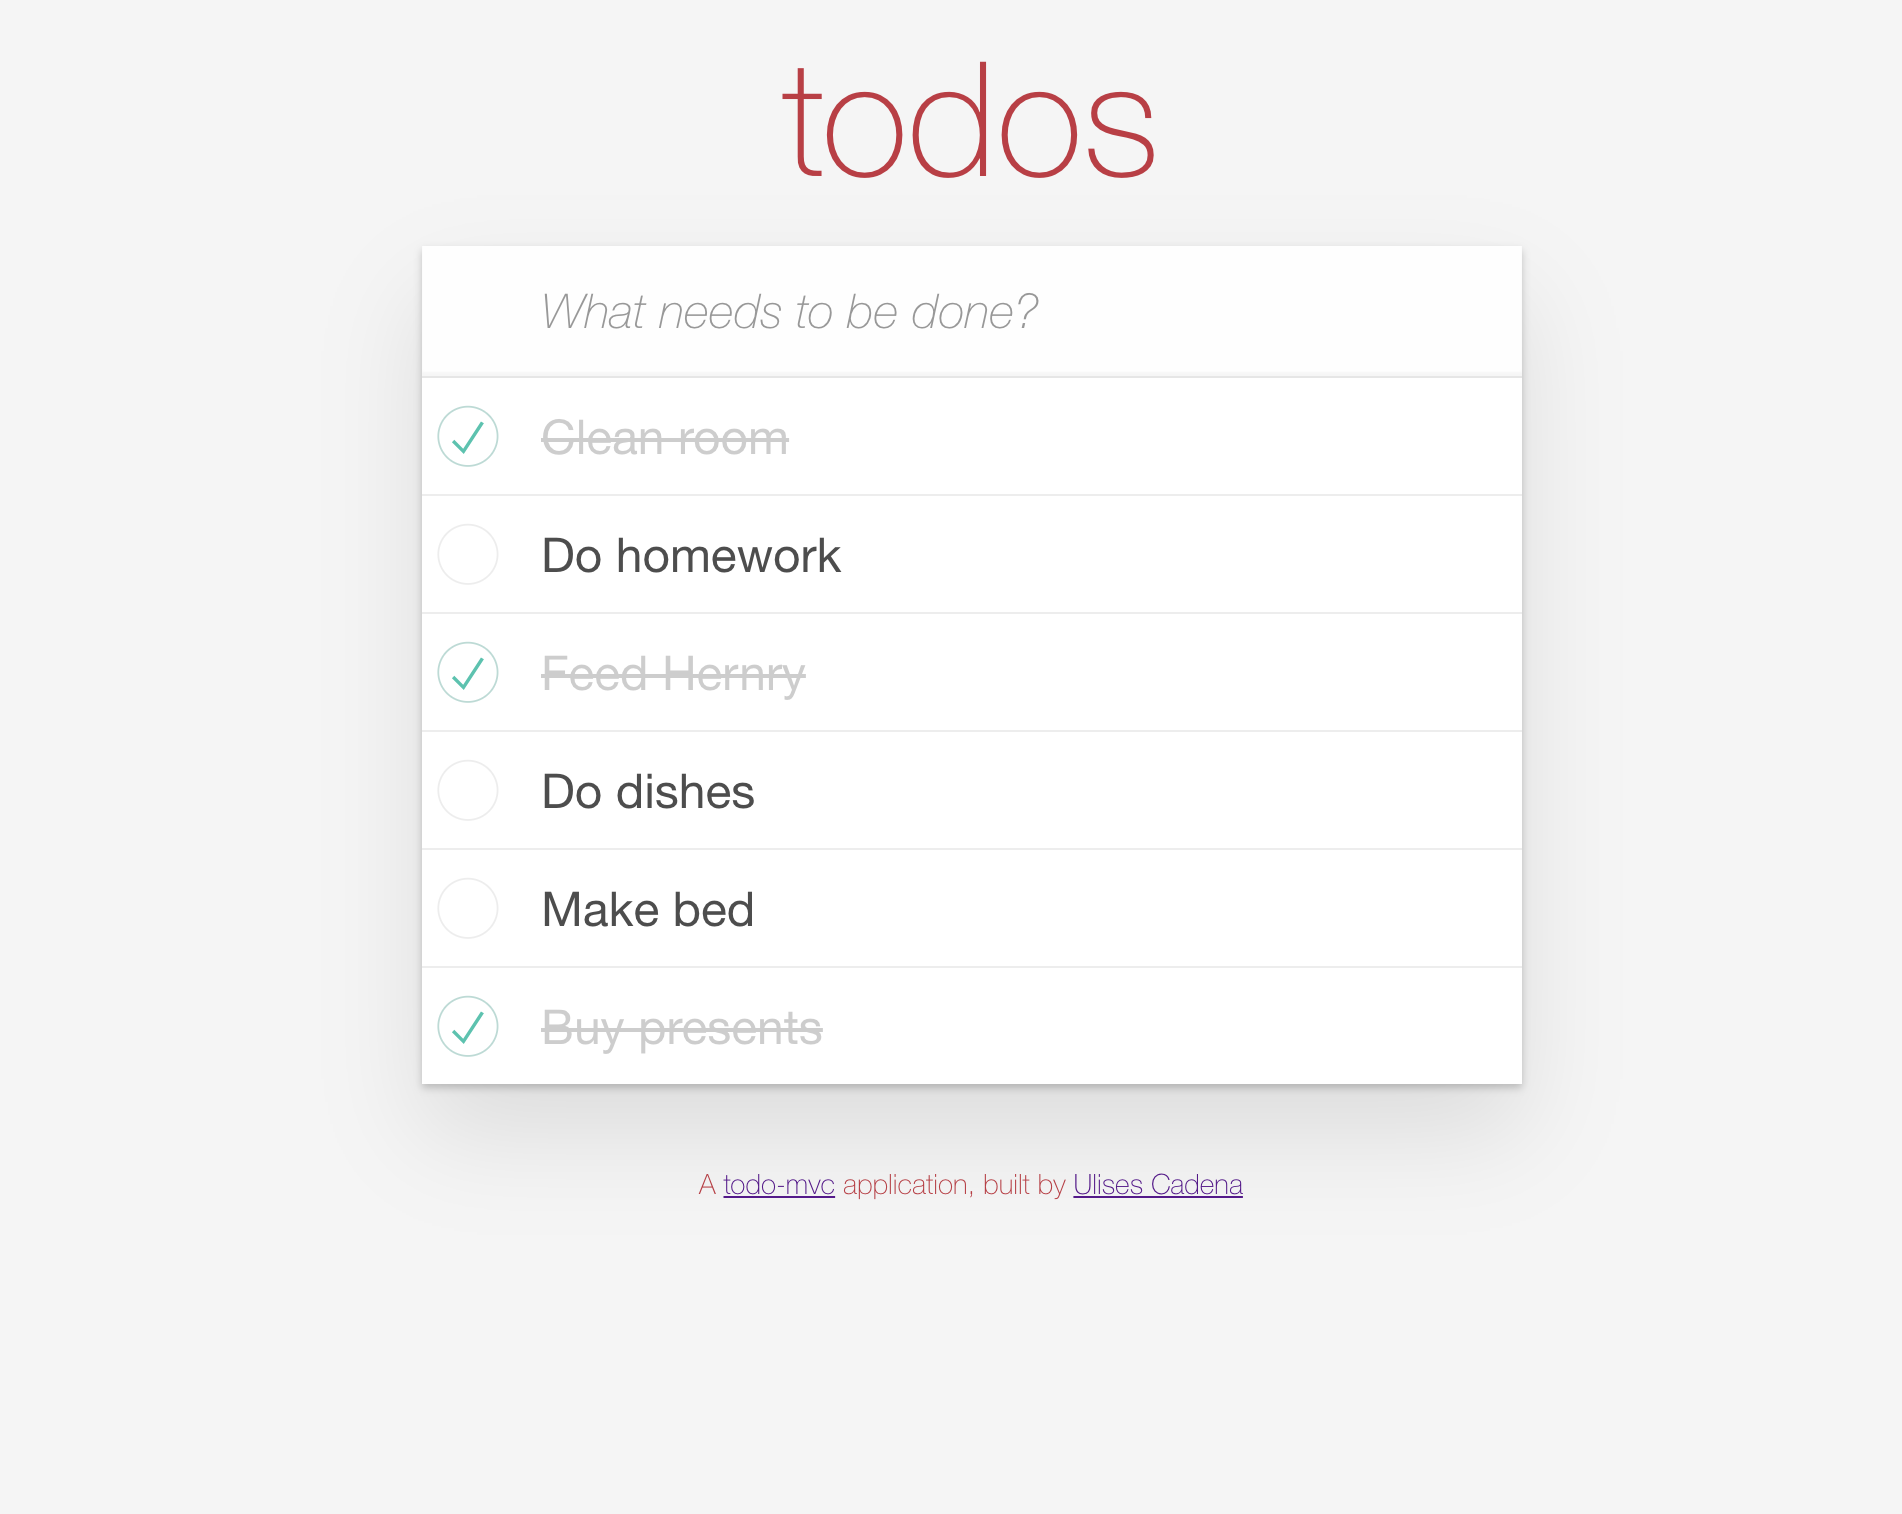 todos
What needs to be done?
Clean room
Do homework
Feed Hernry
Do dishes
Make bed
Buy presents
A todo-mvc application, built by Ulises Cadena